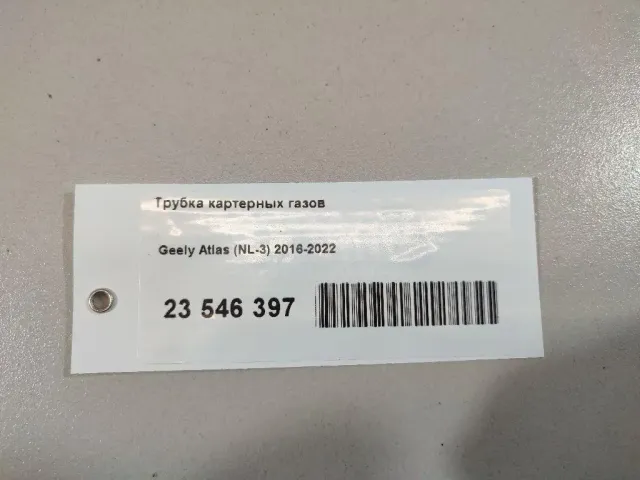 Трубка картерных газов
Geely Atlas (NL-3) 2016-2022
23 546 397